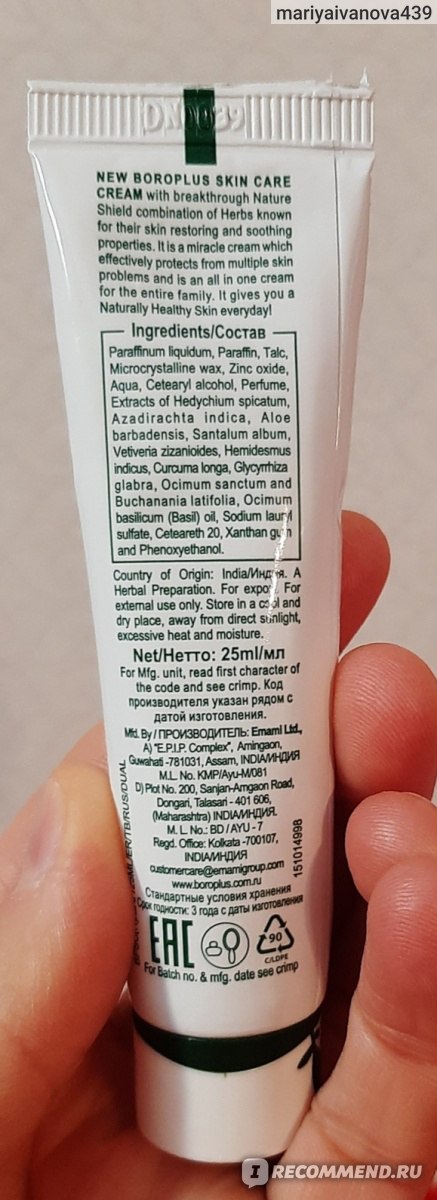 mariyaivanova439
NEW BOROPLUS SKIN CARE
CREAM with breakthrough Nature
Shield combination of Herbs known
for their skin restoring and soothing
properties. It is a miracle cream which
effectively protects from multiple skin
problems and is an all in one cream
for the entire family. It gives you a
Naturally Healthy Skin everyday!
Ingredients/Состав
Paraffinum liquidum, Paraffin, Talc,
Microcrystalline wax, Zinc oxide,
Aqua, Cetearyl alcohol, Perfume,
Extracts of Hedychium spicatum,
Azadirachta indica, Aloe
barbadensis, Santalum album,
Vetiveria zizanioides, Hemidesmus
indicus, Curcuma longa, Glycyrrhiza
glabra, Ocimum sanctum and
Buchanania latifolia, Ocimum
basilicum (Basil) oil, Sodium lauryl
sulfate, Ceteareth 20, Xanthan gum
and Phenoxyethanol.
Country of Origin: India/Индия. A
Herbal Preparation. For export. For
external use only. Store in a cool and
dry place, away from direct sunlight,
excessive heat and moisture.
Net/Нетто: 25ml/мл
For Mfg. unit, read first character of
the code and see crimp. Код
производителя указан рядом с
датой изготовления.
Mfd. By / ПРОИЗВОДИТЕЛЬ: Emami Ltd.,
A) "E.P.I.P. Complex", Amingaon,
Guwahati -781031, Assam, INDIA/ИНДИЯ
M.L. No. KMP/Ayu-M/081
D) Plot No. 200, Sanjan-Amgaon Road,
Dongari, Talasari - 401 606,
(Maharashtra) INDIA/ИНДИЯ.
M. L. No.: BD / AYU - 7
Regd. Office: Kolkata -700107,
INDIA/ИНДИЯ
customercare@emamigroup.com
www.boroplus.com.ru
Стандартные условия хранения
Срок годности: 3 года с даты изготовления
151014998
EAC
90
C/LDPE
For Batch no. & mfg. date see crimp
IRECOMMEND.RU